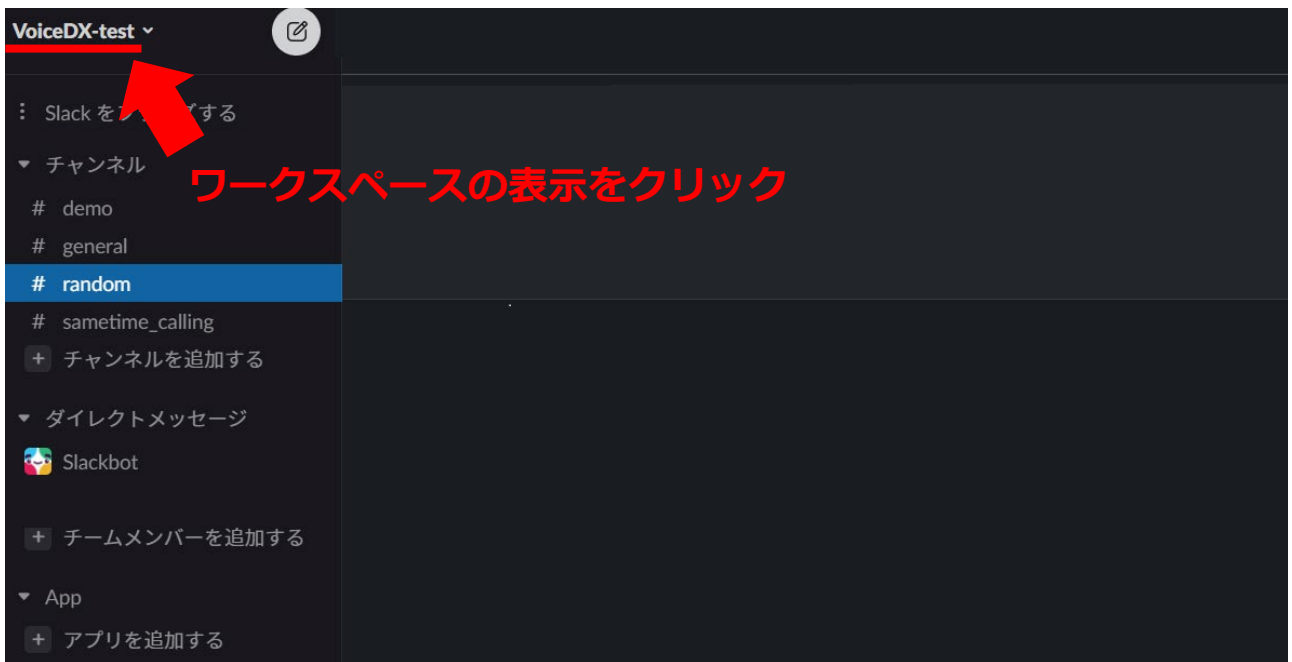 VoiceDX-test
Slack を する
チャンネル
ワークスペースの表示をクリック
# demo
# general
# random
# sametime_calling
+ チャンネルを追加する
ダイレクトメッセージ
Slackbot
+ チームメンバーを追加する
App
+ アプリを追加する